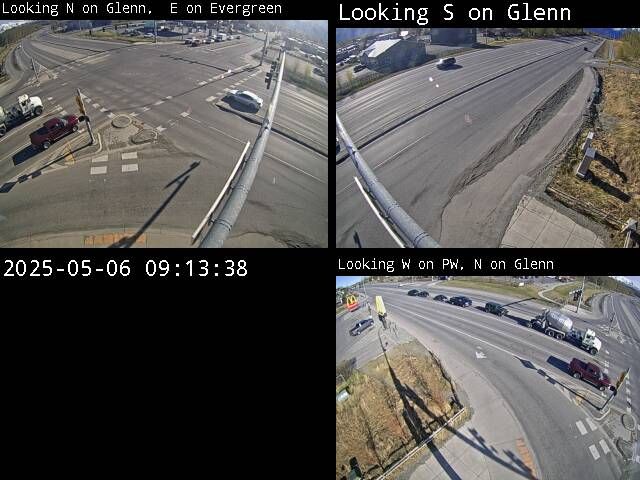 Looking N on Glenn,  E on Evergreen
Looking S on Glenn
2025-05-06 09:13:38
Looking W on PW, N on Glenn